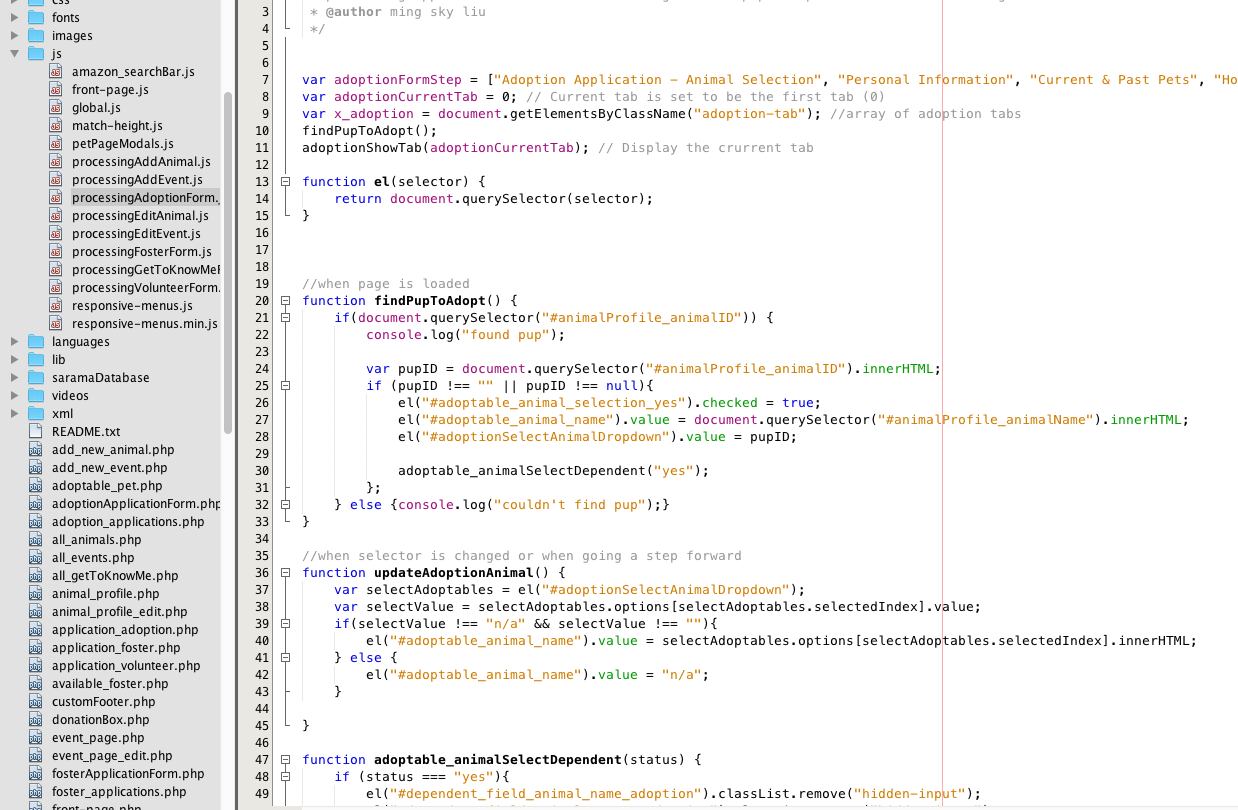 css
fonts
images
js
amazon_searchBar.js
front-page.js
global.js
match-height.js
petPageModals.js
processingAddAnimal.js
processingAddEvent.js
processingAdoptionForm.
processingEditAnimal.js
processingEditEvent.js
processingFosterForm.js
processingGetToKnowMeF
processingVolunteerForm.
responsive-menus.js
responsive-menus.min.js
languages
lib
saramaDatabase
videos
xml
README.txt
add_new_animal.php
add_new_event.php
adoptable_pet.php
adoptionApplicationForm.php
adoption_applications.php
all_animals.php
all_events.php
all_getToKnowMe.php
animal_profile.php
animal_profile_edit.php
application_adoption.php
application_foster.php
application_volunteer.php
available_foster.php
customFooter.php
donationBox.php
event_page.php
event_page_edit.php
fosterApplicationForm.php
foster_applications.php
front-page.php
3 * @author ming sky liu
4 */
5
6
7 var adoptionFormStep = ["Adoption Application - Animal Selection", "Personal Information", "Current & Past Pets", "Ho
8 var adoptionCurrentTab = 0; // Current tab is set to be the first tab (0)
9 var x_adoption = document.getElementsByClassName("adoption-tab"); //array of adoption tabs
10 findPupToAdopt();
11 adoptionShowTab(adoptionCurrentTab); // Display the crurrent tab
12
13 function el(selector) {
14 return document.querySelector(selector);
15 }
16
17
18
19 //when page is loaded
20 function findPupToAdopt() {
21 if(document.querySelector("#animalProfile_animalID")) {
22 console.log("found pup");
23
24 var pupID = document.querySelector("#animalProfile_animalID").innerHTML;
25 if (pupID !== "" || pupID !== null){
26 el("#adoptable_animal_selection_yes").checked = true;
27 el("#adoptable_animal_name").value = document.querySelector("#animalProfile_animalName").innerHTML;
28 el("#adoptionSelectAnimalDropdown").value = pupID;
29
30 adoptable_animalSelectDependent("yes");
31 };
32 } else {console.log("couldn't find pup");}
33 }
34
35 //when selector is changed or when going a step forward
36 function updateAdoptionAnimal() {
37 var selectAdoptables = el("#adoptionSelectAnimalDropdown");
38 var selectValue = selectAdoptables.options[selectAdoptables.selectedIndex].value;
39 if(selectValue !== "n/a" && selectValue !== ""){
40 el("#adoptable_animal_name").value = selectAdoptables.options[selectAdoptables.selectedIndex].innerHTML;
41 } else {
42 el("#adoptable_animal_name").value = "n/a";
43 }
44
45 }
46
47 function adoptable_animalSelectDependent(status) {
48 if (status === "yes"){
49 el("#dependent_field_animal_name_adoption").classList.remove("hidden-input");